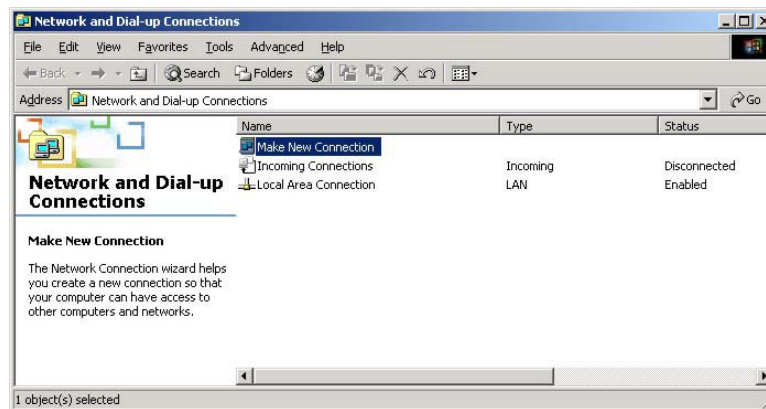 Network and Dial-up Connections
File Edit View Favorites Tools Advanced Help
Back Search Folders
Address Network and Dial-up Connections Go
Name Type Status
Make New Connection
Incoming Connections Incoming Disconnected
Local Area Connection LAN Enabled
Network and Dial-up
Connections
Make New Connection
The Network Connection wizard helps
you create a new connection so that
your computer can have access to
other computers and networks.
1 object(s) selected